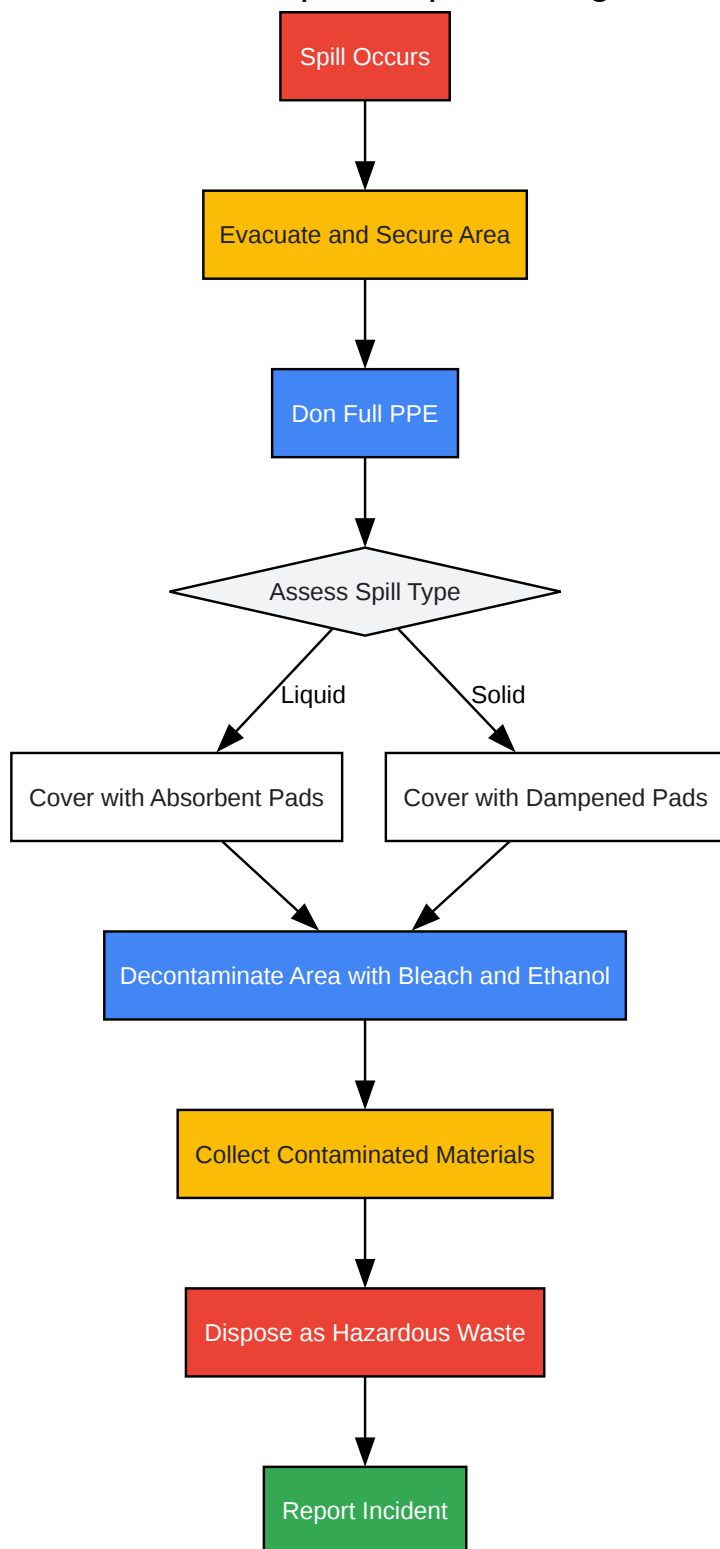 Spill Occurs
Evacuate and Secure Area
Don Full PPE
Assess Spill Type
Liquid
Solid
Cover with Absorbent Pads
Cover with Dampened Pads
Decontaminate Area with Bleach and Ethanol
Collect Contaminated Materials
Dispose as Hazardous Waste
Report Incident